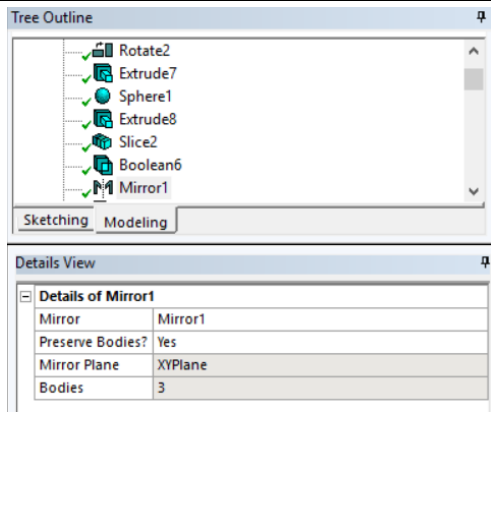 Tree Outline
Rotate2
Extrude7
Sphere1
Extrude8
Slice2
Boolean6
Mirror1
Sketching Modeling
Details View
Details of Mirror1
Mirror Mirror1
Preserve Bodies? Yes
Mirror Plane XYPlane
Bodies 3